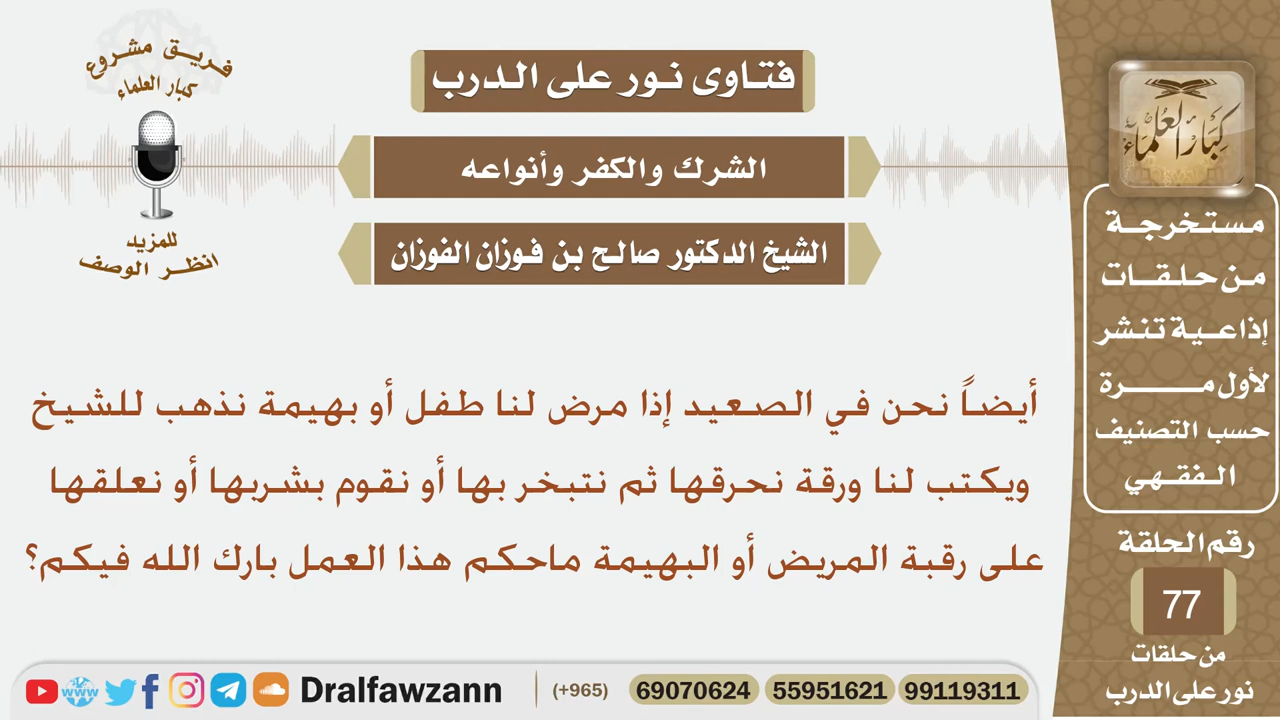 فتاوى نور على الدرب
الشرك والكفر وأنواعه
الشيخ الدكتور صالح بن فوزان الفوزان
فريق مشروع
كبار العلماء
للمزيد
انظر الوصف
أيضاً نحن في الصعيد إذا مرض لنا طفل أو بهيمة نذهب للشيخ
ويكتب لنا ورقة نحرقها ثم نتبخر بها أو نقوم بشربها أو نعلقها
على رقبة المريض أو البهيمة ماحكم هذا العمل بارك الله فيكم؟
كبار العلماء
مستخرجة
من حلقات
إذاعية تنشر
لأول مرة
حسب التصنيف
الفقهي
رقم الحلقة
77
من حلقات
نور على الدرب
www
Dralfawzann
(+965)
69070624
55951621
99119311